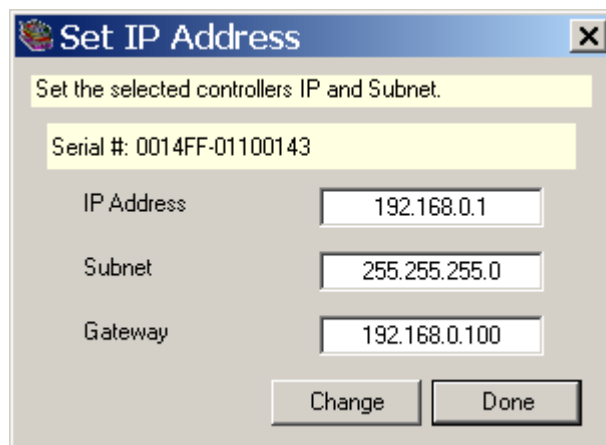 Set IP Address
Set the selected controllers IP and Subnet.
Serial #: 0014FF-01100143
IP Address 192.168.0.1
Subnet 255.255.255.0
Gateway 192.168.0.100
Change Done